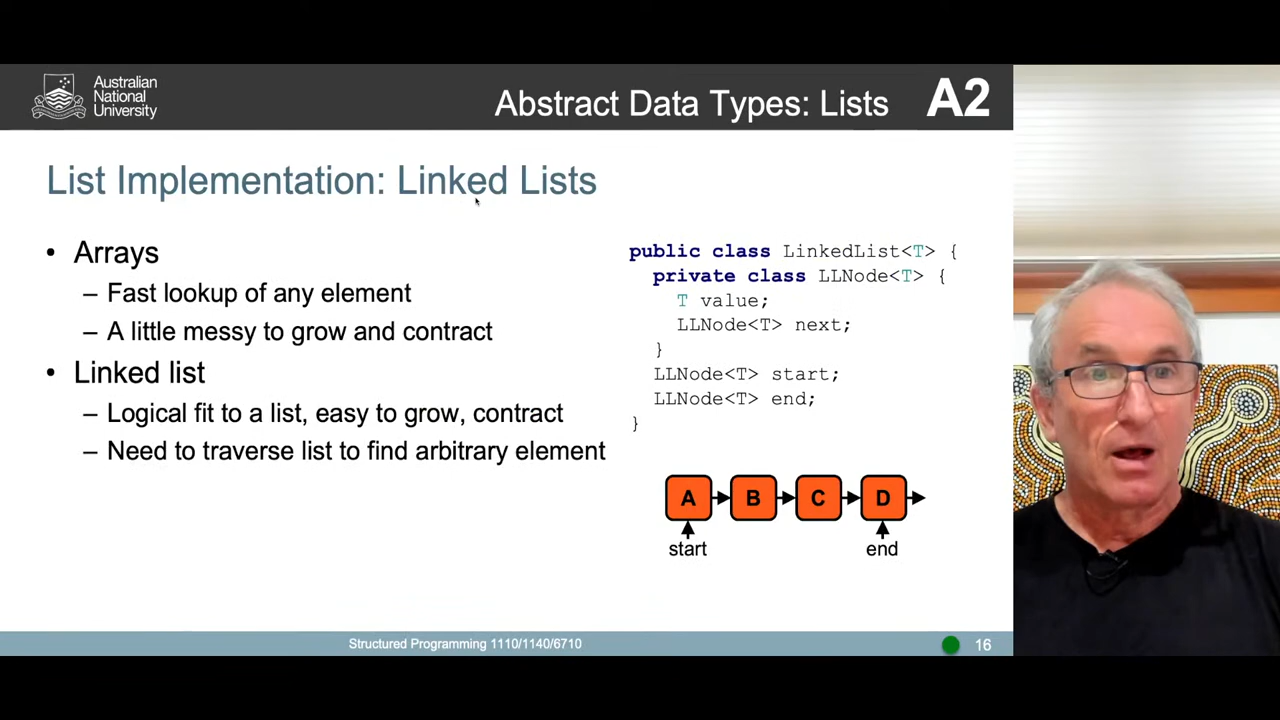 Australian
National
University
Abstract Data Types: Lists A2
List Implementation: Linked Lists
• Arrays
– Fast lookup of any element
– A little messy to grow and contract
• Linked list
– Logical fit to a list, easy to grow, contract
– Need to traverse list to find arbitrary element
public class LinkedList<T> {
private class LLNode<T> {
T value;
LLNode<T> next;
}
LLNode<T> start;
LLNode<T> end;
}
A B C D
start end
Structured Programming 1110/1140/6710 16